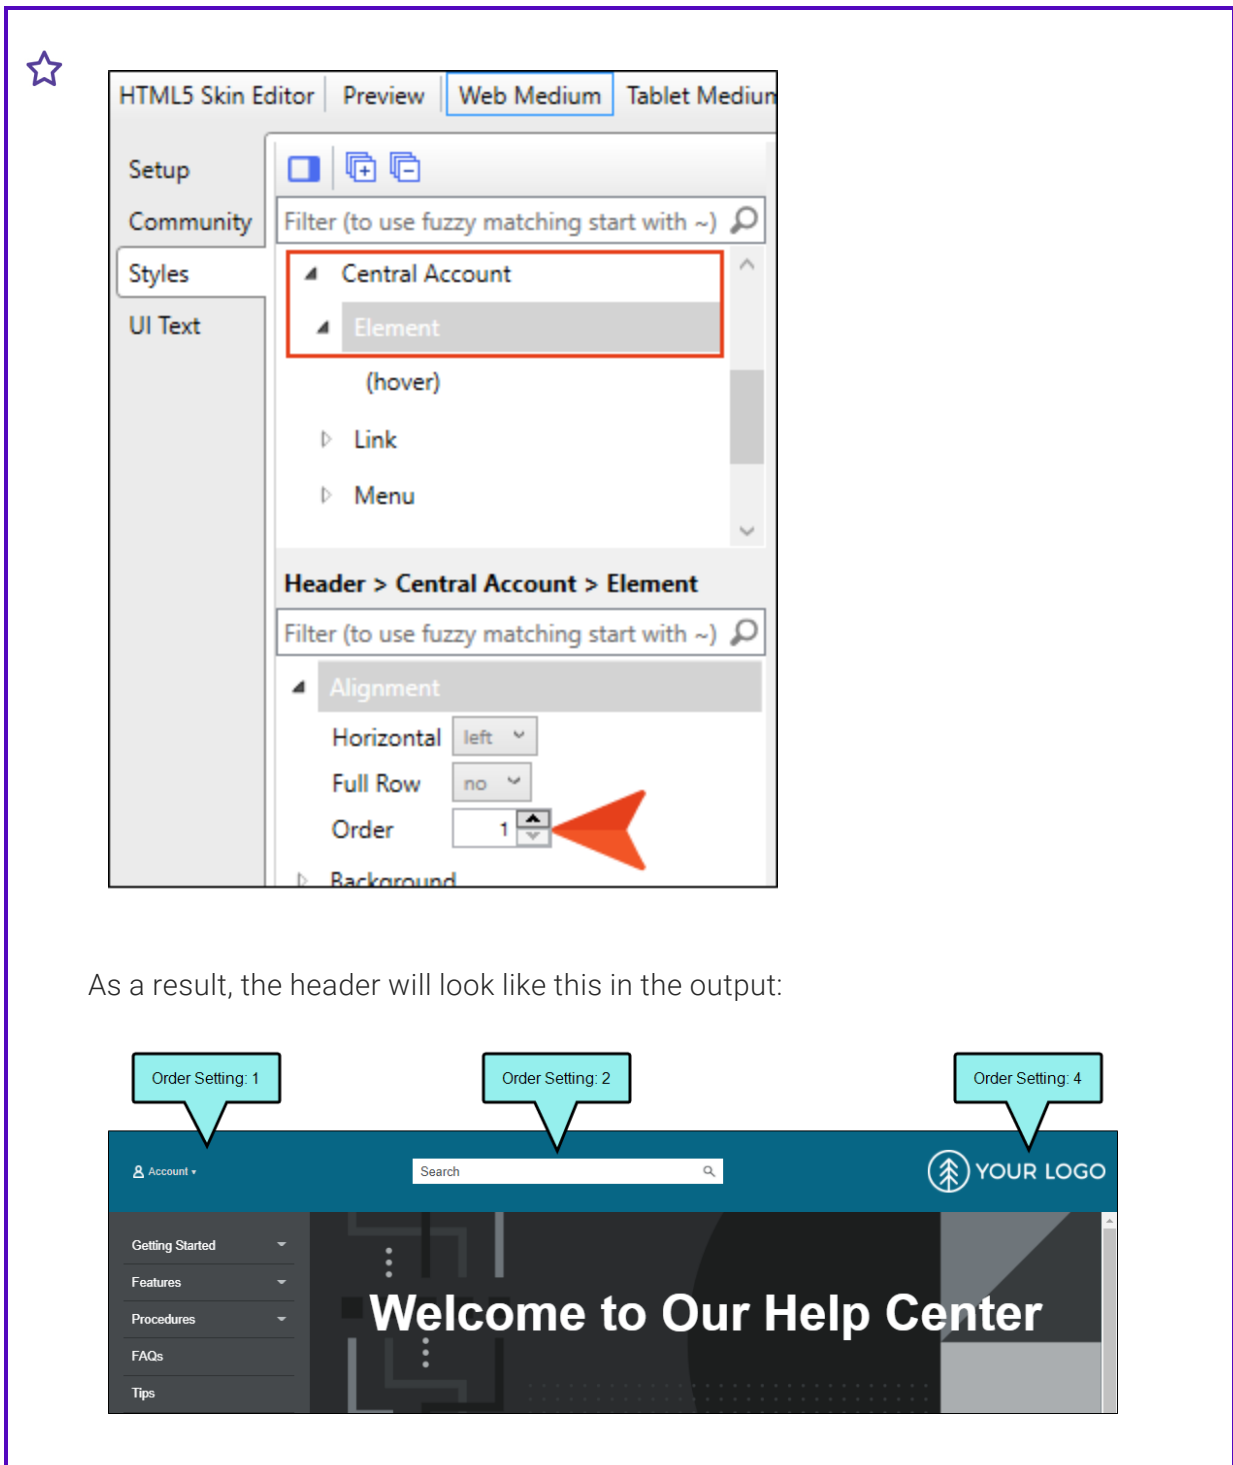 HTML5 Skin Editor Preview Web Medium Tablet Medium
Setup
Community
Styles
UI Text
Filter (to use fuzzy matching start with ~)
Central Account
Element
(hover)
Link
Menu
Header > Central Account > Element
Filter (to use fuzzy matching start with ~)
Alignment
Horizontal left
Full Row no
Order 1
Background
As a result, the header will look like this in the output:
Order Setting: 1 Order Setting: 2 Order Setting: 4
Account Search YOUR LOGO
Getting Started
Features
Procedures
FAQs
Tips
Welcome to Our Help Center